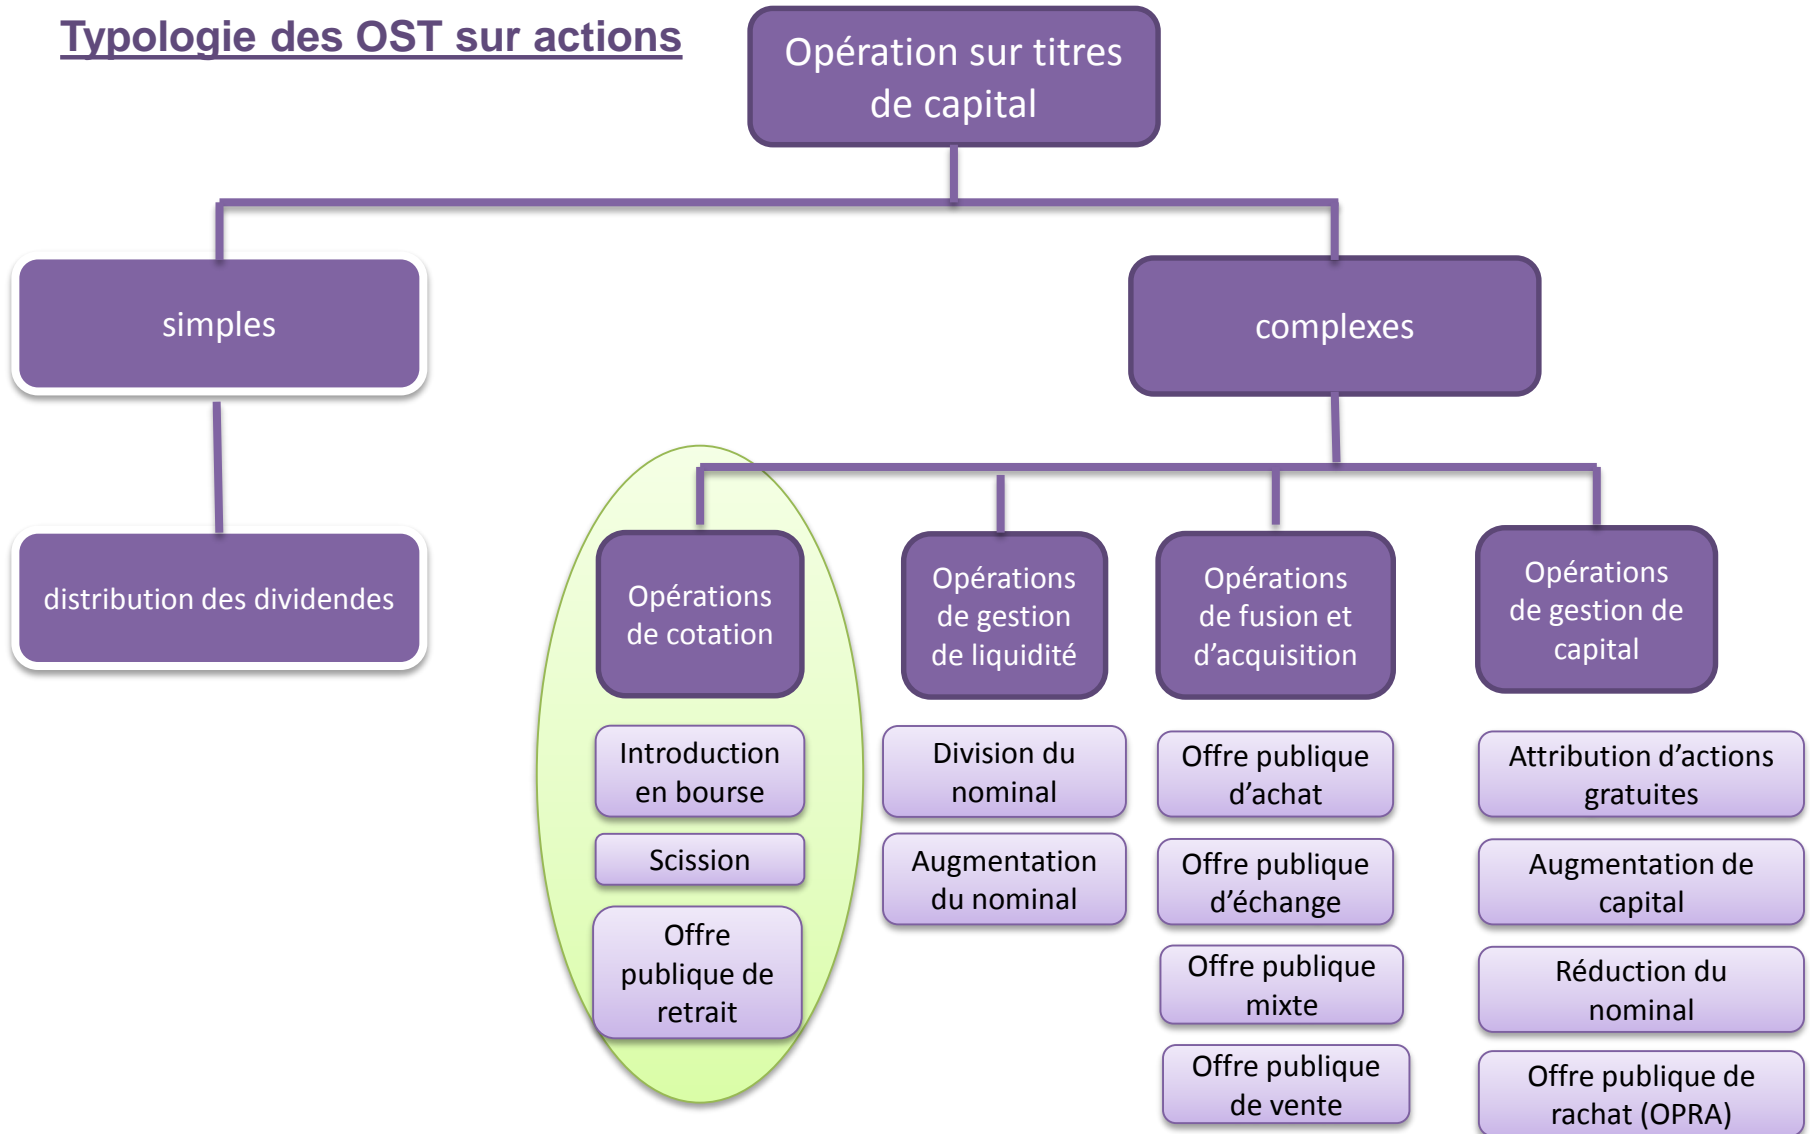 Typologie des OST sur actions
Opération sur titres
de capital
simples
complexes
distribution des dividendes
Opérations
de cotation
Opérations
de gestion
de liquidité
Opérations
de fusion et
d’acquisition
Opérations
de gestion de
capital
Introduction
en bourse
Scission
Offre
publique de
retrait
Division du
nominal
Augmentation
du nominal
Offre publique
d’achat
Offre publique
d’échange
Offre publique
mixte
Offre publique
de vente
Attribution d’actions
gratuites
Augmentation de
capital
Réduction du
nominal
Offre publique de
rachat (OPRA)